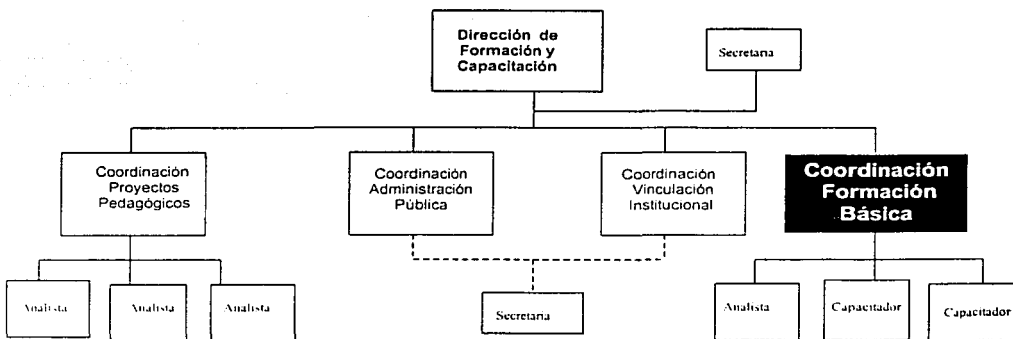 Dirección de
Formación y
Capacitación
Secretaria
Coordinación
Proyectos
Pedagógicos
Coordinación
Administración
Pública
Coordinación
Vinculación
Institucional
Coordinación
Formación
Básica
Analista
Analista
Analista
Secretaria
Analista
Capacitador
Capacitador